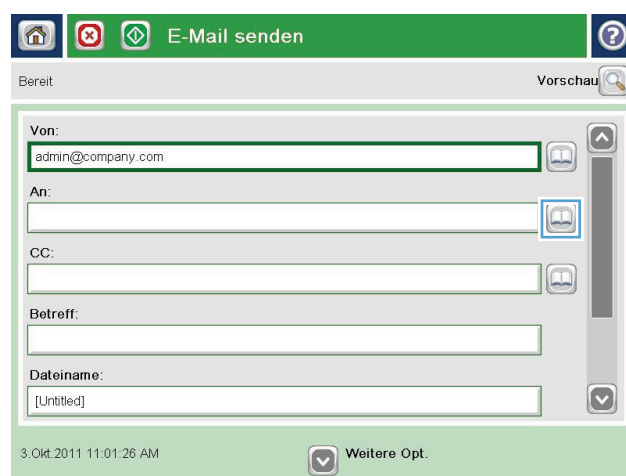 E-Mail senden
Bereit
Vorschau
Von:
admin@company.com
An:
CC:
Betreff:
Dateiname:
[Untitled]
3.Okt.2011 11:01:26 AM
Weitere Opt.